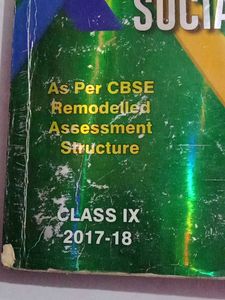 SOCIA
As Per CBSE
Remodelled
Assessment
Structure
CLASS IX
2017-18